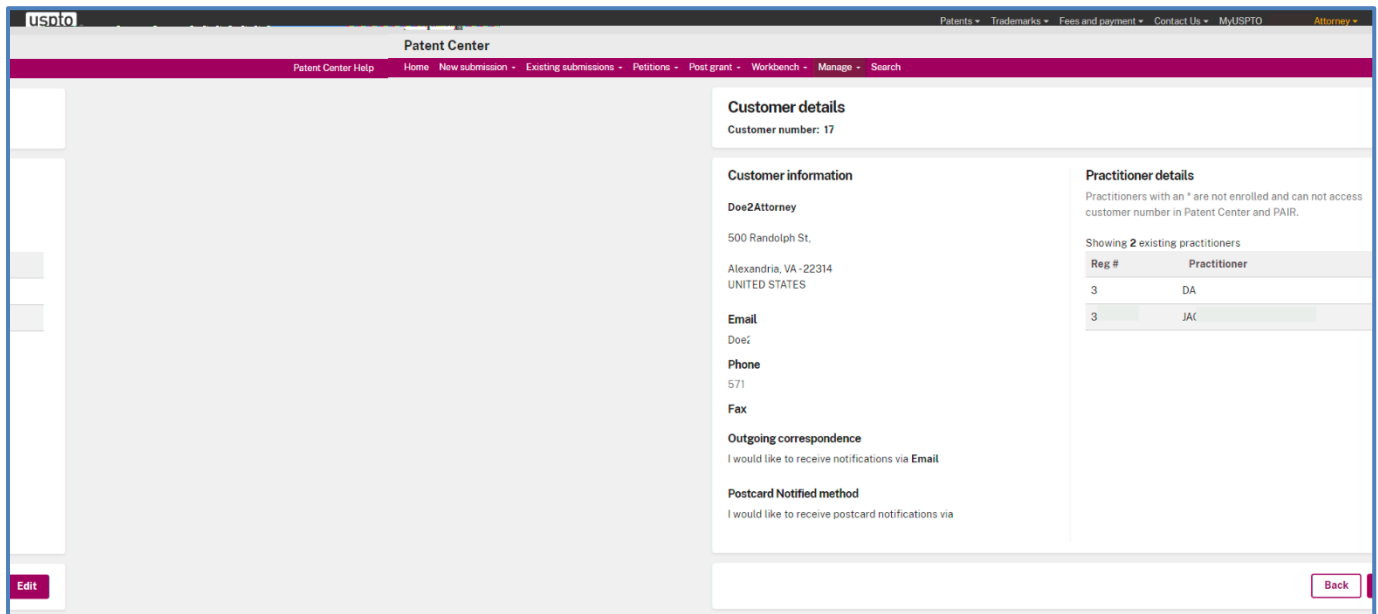 uspto
Patents Trademarks Fees and payment Contact Us MyUSPTO Attorney
Patent Center
Patent Center Help Home New submission Existing submissions Petitions Post grant Workbench Manage Search
Customer details
Customer number: 17
Customer information
Doe2Attorney
500 Randolph St,
Alexandria, VA -22314
UNITED STATES
Email
Doe2
Phone
571
Fax
Outgoing correspondence
I would like to receive notifications via Email
Postcard Notified method
I would like to receive postcard notifications via
Practitioner details
Practitioners with an * are not enrolled and can not access
customer number in Patent Center and PAIR.
Showing 2 existing practitioners
Reg # Practitioner
3 DA
3 JA(
Edit
Back